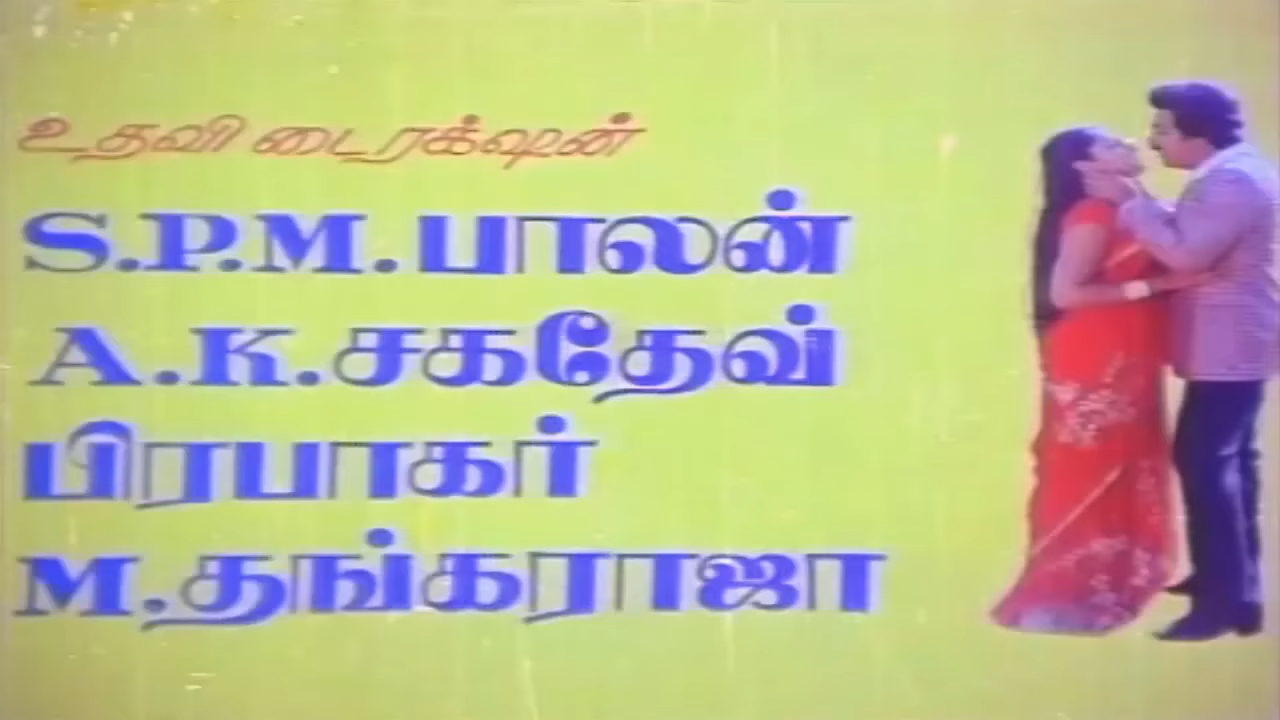 உதவி டைரக்‌ஷன்
S.P.M.பாலன்
A.K.சகதேவ்
பிரபாகர்
M.தங்கராஜா